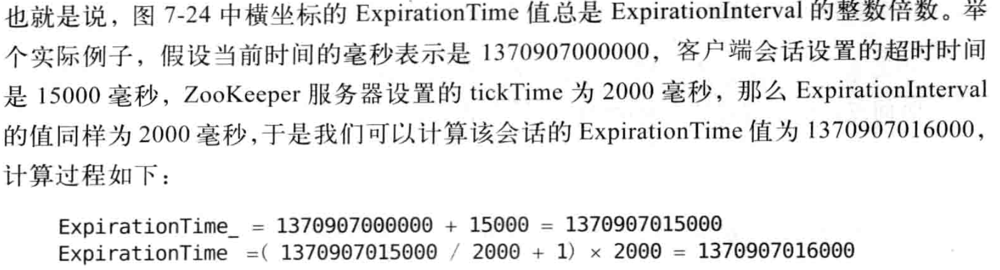 也就是说，图 7-24 中横坐标的 ExpirationTime 值总是 ExpirationInterval 的整数倍数。举
个实际例子，假设当前时间的毫秒表示是 1370907000000，客户端会话设置的超时时间
是 15000 毫秒，ZooKeeper 服务器设置的 tickTime 为 2000 毫秒，那么 ExpirationInterval
的值同样为 2000 毫秒,于是我们可以计算该会话的 ExpirationTime 值为 1370907016000，
计算过程如下：
ExpirationTime_ = 1370907000000 + 15000 = 1370907015000
ExpirationTime =( 1370907015000 / 2000 + 1) × 2000 = 1370907016000